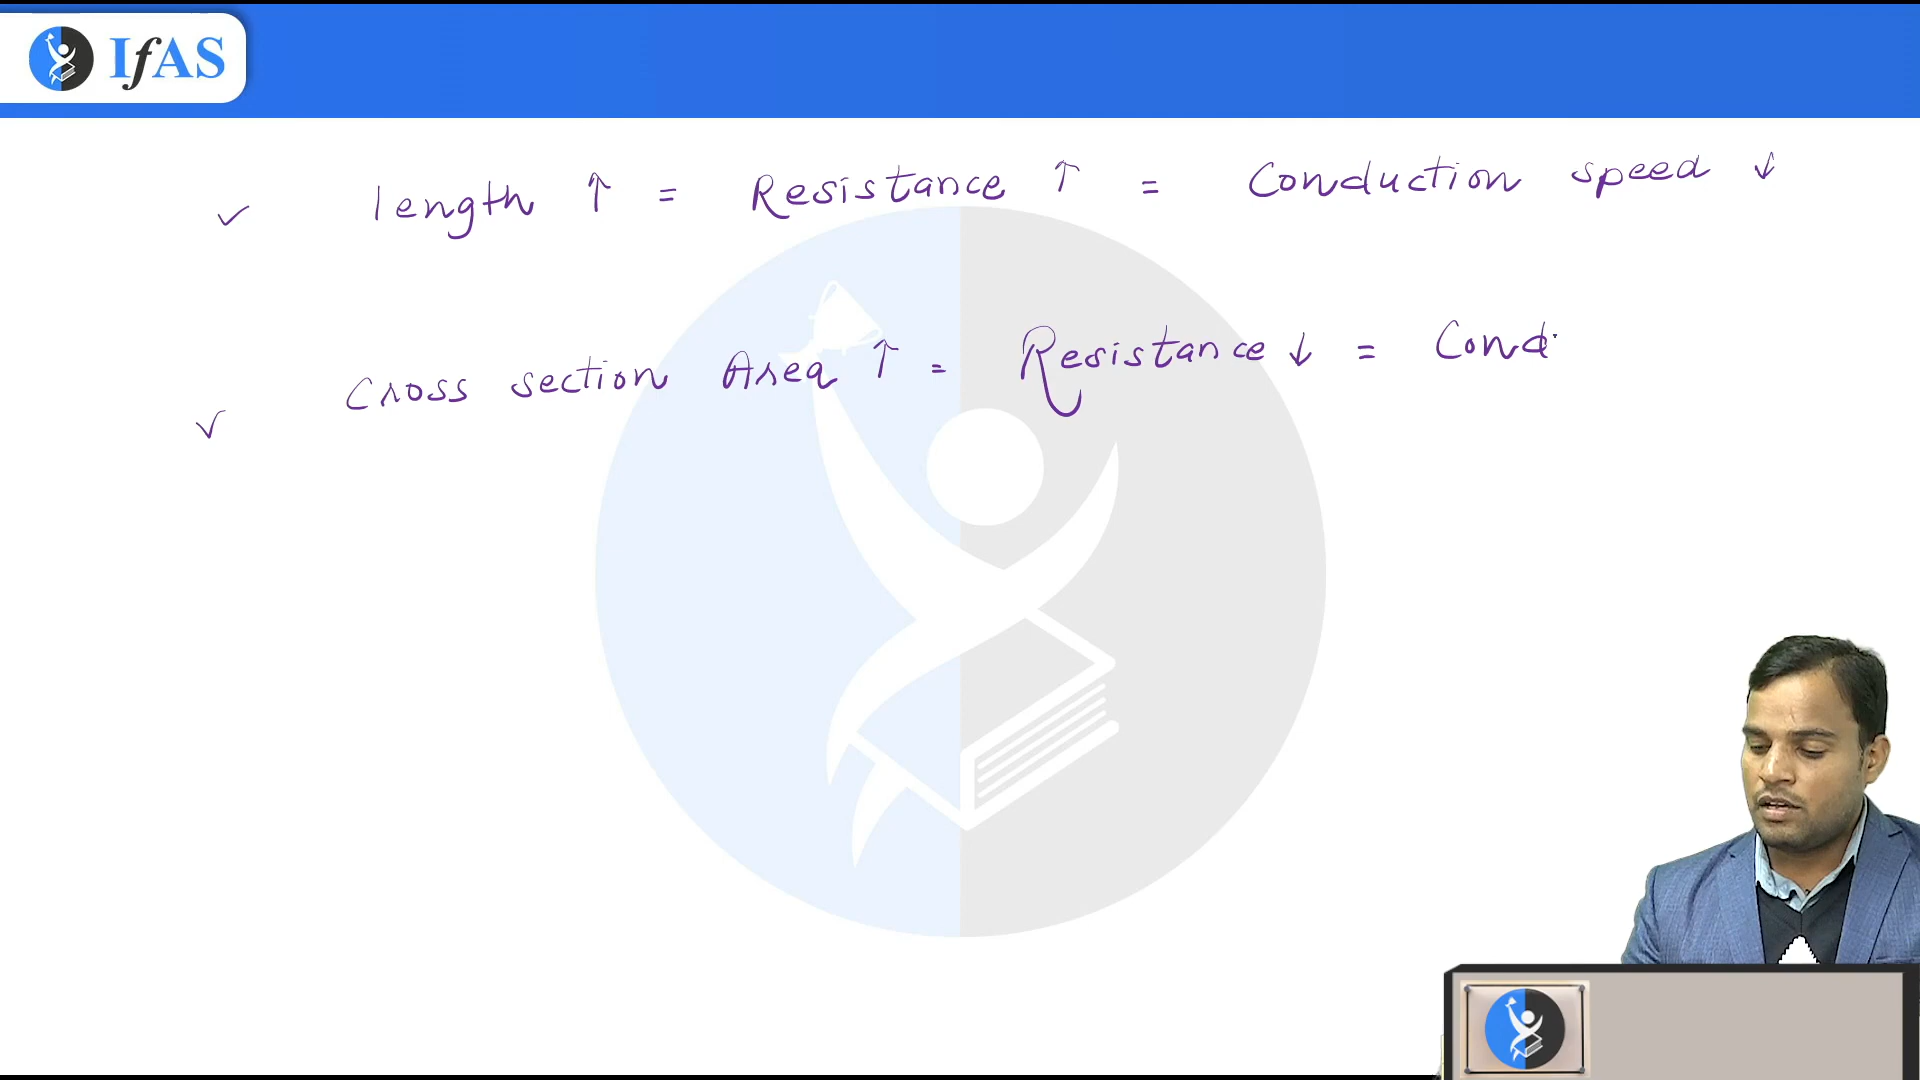 IfAS
✓ length ↑ = Resistance ↑ = Conduction speed ↓
✓ Cross section Area ↑ = Resistance ↓ = Cond